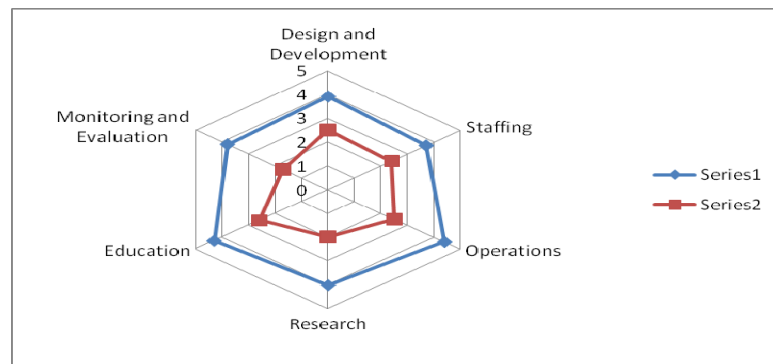 Design and
Development
5
4
3
2
1
0
Monitoring and
Evaluation
Staffing
Education
Operations
Research
Series1
Series2